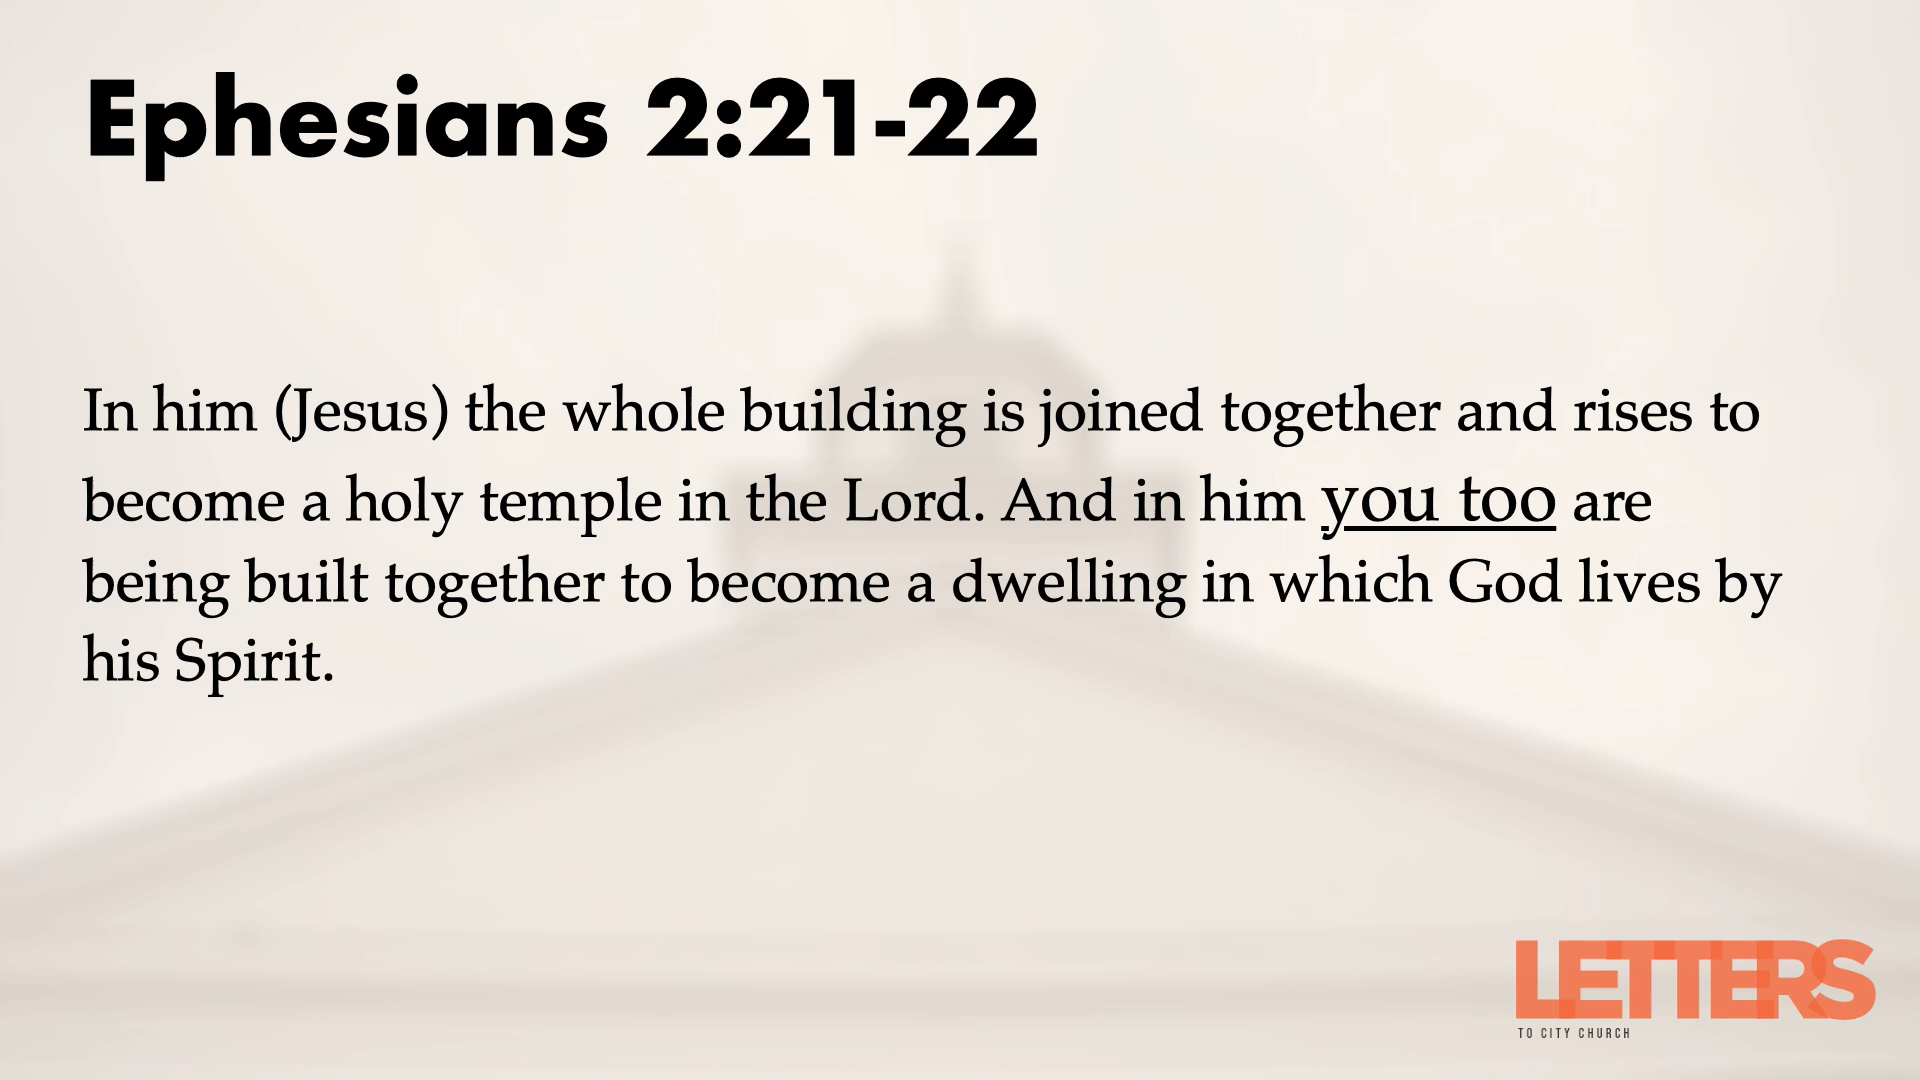 Ephesians 2:21-22
In him (Jesus) the whole building is joined together and rises to
become a holy temple in the Lord. And in him you too are
being built together to become a dwelling in which God lives by
his Spirit.
LETTERS
TO CITY CHURCH